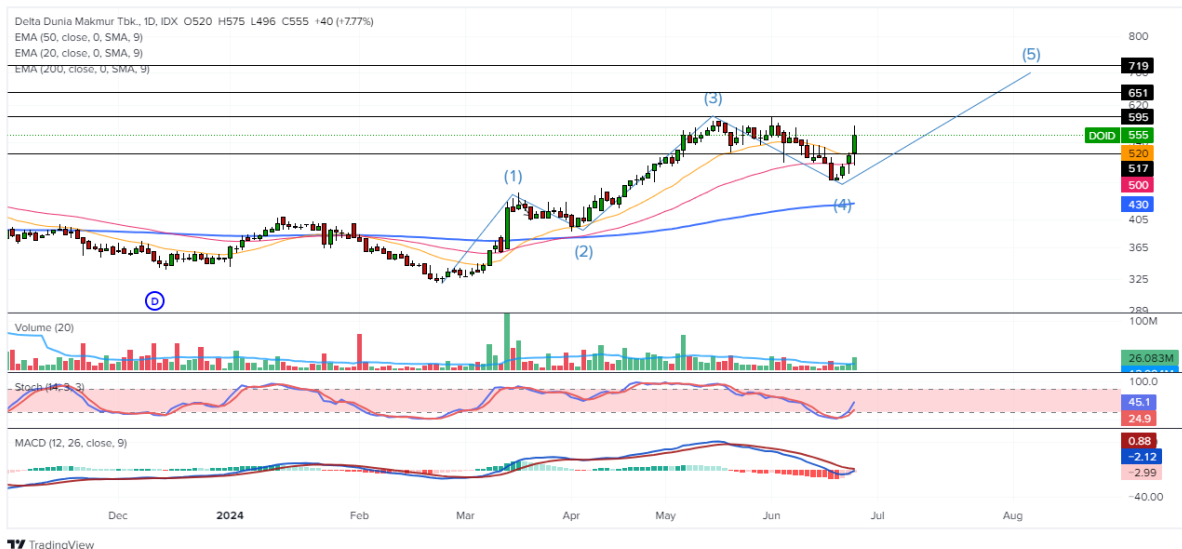 Delta Dunia Makmur Tbk., 1D, IDX O520 H575 L496 C555 +40 (+7.77%)
EMA (50, close, 0, SMA, 9)
EMA (20, close, 0, SMA, 9)
EMA (200, close, 0, SMA, 9)
800
(5)
719
651
(3)
620
595
DOID 555
520
517
(1)
500
(4)
430
405
(2)
365
325
D
289
Volume (20)
100M
26.083M
Stoch (14, 3, 3)
100.0
45.1
24.9
MACD (12, 26, close, 9)
0.88
−2.12
−2.99
−40.00
Dec 2024 Feb Mar Apr May Jun Jul Aug
TradingView